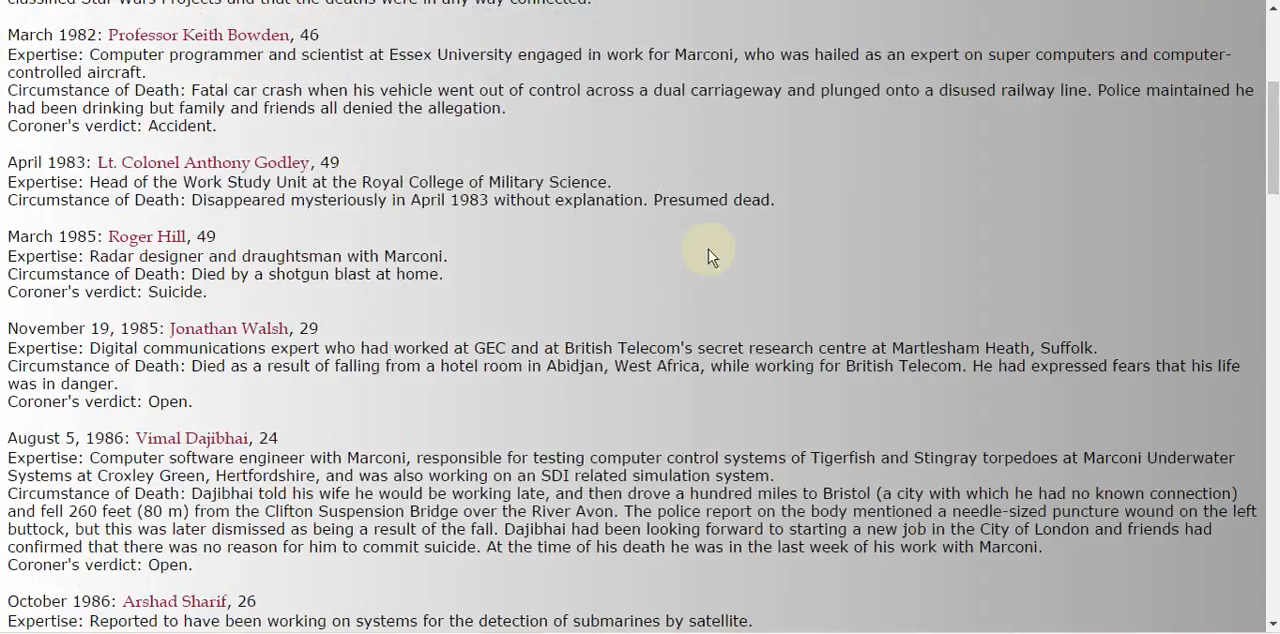 classified Star Wars Projects and that the deaths were in any way connected.
March 1982: Professor Keith Bowden, 46
Expertise: Computer programmer and scientist at Essex University engaged in work for Marconi, who was hailed as an expert on super computers and computer-
controlled aircraft.
Circumstance of Death: Fatal car crash when his vehicle went out of control across a dual carriageway and plunged onto a disused railway line. Police maintained he
had been drinking but family and friends all denied the allegation.
Coroner's verdict: Accident.
April 1983: Lt. Colonel Anthony Godley, 49
Expertise: Head of the Work Study Unit at the Royal College of Military Science.
Circumstance of Death: Disappeared mysteriously in April 1983 without explanation. Presumed dead.
March 1985: Roger Hill, 49
Expertise: Radar designer and draughtsman with Marconi.
Circumstance of Death: Died by a shotgun blast at home.
Coroner's verdict: Suicide.
November 19, 1985: Jonathan Walsh, 29
Expertise: Digital communications expert who had worked at GEC and at British Telecom's secret research centre at Martlesham Heath, Suffolk.
Circumstance of Death: Died as a result of falling from a hotel room in Abidjan, West Africa, while working for British Telecom. He had expressed fears that his life
was in danger.
Coroner's verdict: Open.
August 5, 1986: Vimal Dajibhai, 24
Expertise: Computer software engineer with Marconi, responsible for testing computer control systems of Tigerfish and Stingray torpedoes at Marconi Underwater
Systems at Croxley Green, Hertfordshire, and was also working on an SDI related simulation system.
Circumstance of Death: Dajibhai told his wife he would be working late, and then drove a hundred miles to Bristol (a city with which he had no known connection)
and fell 260 feet (80 m) from the Clifton Suspension Bridge over the River Avon. The police report on the body mentioned a needle-sized puncture wound on the left
buttock, but this was later dismissed as being a result of the fall. Dajibhai had been looking forward to starting a new job in the City of London and friends had
confirmed that there was no reason for him to commit suicide. At the time of his death he was in the last week of his work with Marconi.
Coroner's verdict: Open.
October 1986: Arshad Sharif, 26
Expertise: Reported to have been working on systems for the detection of submarines by satellite.